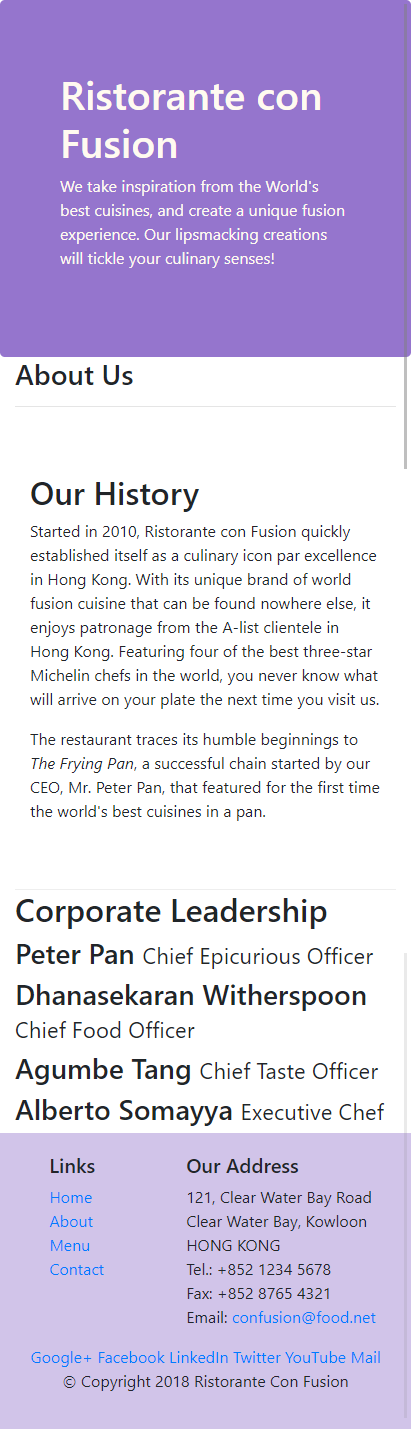 Ristorante con
Fusion
We take inspiration from the World's
best cuisines, and create a unique fusion
experience. Our lipsmacking creations
will tickle your culinary senses!
About Us
Our History
Started in 2010, Ristorante con Fusion quickly
established itself as a culinary icon par excellence
in Hong Kong. With its unique brand of world
fusion cuisine that can be found nowhere else, it
enjoys patronage from the A-list clientele in
Hong Kong. Featuring four of the best three-star
Michelin chefs in the world, you never know what
will arrive on your plate the next time you visit us.
The restaurant traces its humble beginnings to
The Frying Pan, a successful chain started by our
CEO, Mr. Peter Pan, that featured for the first time
the world's best cuisines in a pan.
Corporate Leadership
Peter Pan Chief Epicurious Officer
Dhanasekaran Witherspoon
Chief Food Officer
Agumbe Tang Chief Taste Officer
Alberto Somayya Executive Chef
Links
Home
About
Menu
Contact
Our Address
121, Clear Water Bay Road
Clear Water Bay, Kowloon
HONG KONG
Tel.: +852 1234 5678
Fax: +852 8765 4321
Email: confusion@food.net
Google+ Facebook LinkedIn Twitter YouTube Mail
© Copyright 2018 Ristorante Con Fusion